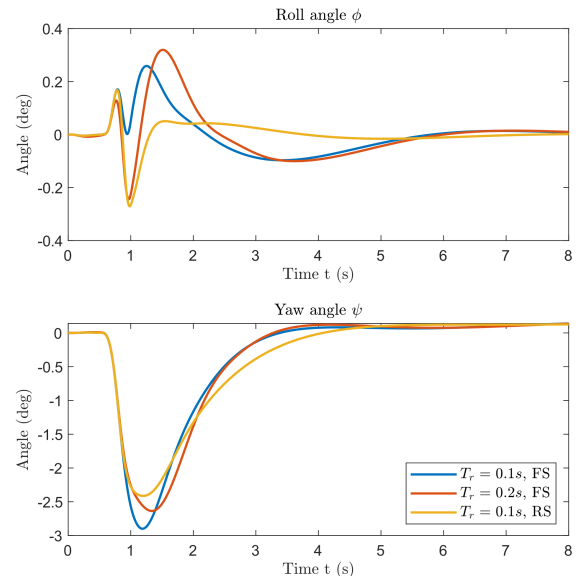 Roll angle ϕ
0.4
0.2
0
-0.2
-0.4
Angle (deg)
0 1 2 3 4 5 6 7 8
Time t (s)
Yaw angle ψ
0
-0.5
-1
-1.5
-2
-2.5
-3
Angle (deg)
T_r = 0.1s, FS
T_r = 0.2s, FS
T_r = 0.1s, RS
0 1 2 3 4 5 6 7 8
Time t (s)